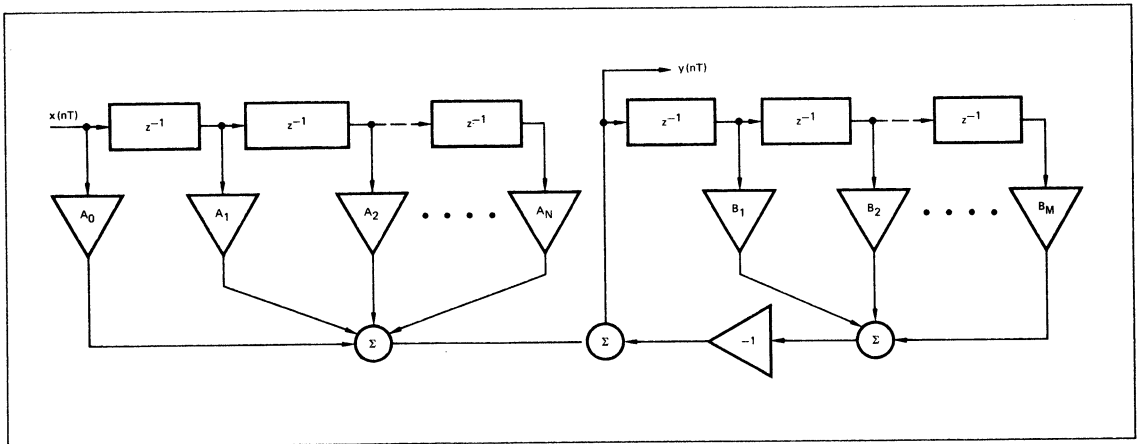 y(nT)
x(nT)
z⁻¹
z⁻¹
z⁻¹
z⁻¹
z⁻¹
z⁻¹
A₀
A₁
A₂
A_N
B₁
B₂
B_M
Σ
Σ
−1
Σ